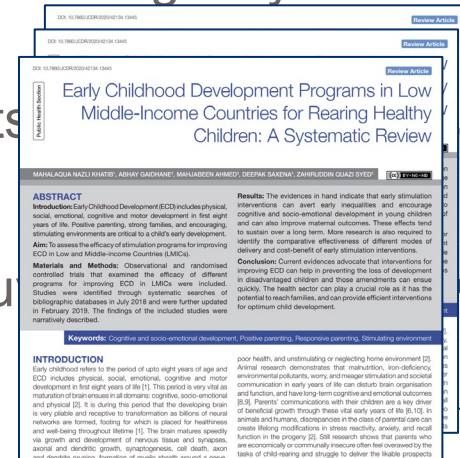 DOI: 10.7860/JCDR/2020/42134.13445
Review Article
DOI: 10.7860/JCDR/2020/42134.13445
Review Article
DOI: 10.7860/JCDR/2020/42134.13445
Review Article
Public Health Section
Early Childhood Development Programs in Low
Middle-Income Countries for Rearing Healthy
Children: A Systematic Review
MAHALAQUA NAZLI KHATIB¹, ABHAY GAIDHANE², MAHJABEEN AHMED³, DEEPAK SAXENA⁴, ZAHIRUDDIN QUAZI SYED⁵
CC BY-NC-ND
ABSTRACT
Introduction: Early Childhood Development (ECD) includes physical,
social, emotional, cognitive and motor development in first eight
years of life. Positive parenting, strong families, and encouraging,
stimulating environments are critical to a child's early development.
Aim: To assess the efficacy of stimulation programs for improving
ECD in Low and Middle-income Countries (LMICs).
Materials and Methods: Observational and randomised
controlled trials that examined the efficacy of different
programs for improving ECD in LMICs were included.
Studies were identified through systematic searches of
bibliographic databases in July 2018 and were further updated
in February 2019. The findings of the included studies were
narratively described.
Results: The evidences in hand indicate that early stimulation
interventions can avert early inequalities and encourage
cognitive and socio-emotional development in young children
and can also improve maternal outcomes. These effects tend
to sustain over a long term. More research is also required to
identify the comparative effectiveness of different modes of
delivery and cost-benefit of early stimulation interventions.
Conclusion: Current evidences advocate that interventions for
improving ECD can help in preventing the loss of development
in disadvantaged children and those amendments can ensue
quickly. The health sector can play a crucial role as it has the
potential to reach families, and can provide efficient interventions
for optimum child development.
Keywords: Cognitive and socio-emotional development, Positive parenting, Responsive parenting, Stimulating environment
INTRODUCTION
Early childhood refers to the period of upto eight years of age and
ECD includes physical, social, emotional, cognitive and motor
development in first eight years of life [1]. This period is very vital as
maturation of brain ensues in all domains: cognitive, socio-emotional
and physical [2]. It is during this period that the developing brain
is very pliable and receptive to transformation as billions of neural
networks are formed, footing for which is placed for healthiness
and well-being throughout lifetime [1]. The brain matures speedily
via growth and development of nervous tissue and synapses,
axonal and dendritic growth, synaptogenesis, cell death, axon
poor health, and unstimulating or neglecting home environment [2].
Animal research demonstrates that malnutrition, iron-deficiency,
environmental pollutants, worry, and meager stimulation and societal
communication in early years of life can disturb brain organisation
and function, and have long-term cognitive and emotional outcomes
[6,9]. Parents' communications with their children are a key driver
of beneficial growth through these vital early years of life [6,10]. In
animals and humans, discrepancies in the class of parental care can
create lifelong modifications in stress reactivity, anxiety, and recall
function in the progeny [2]. Still research shows that parents who
are economically or communally insecure often feel overawed by the
tasks of child-rearing and struggle to deliver the likable prospects